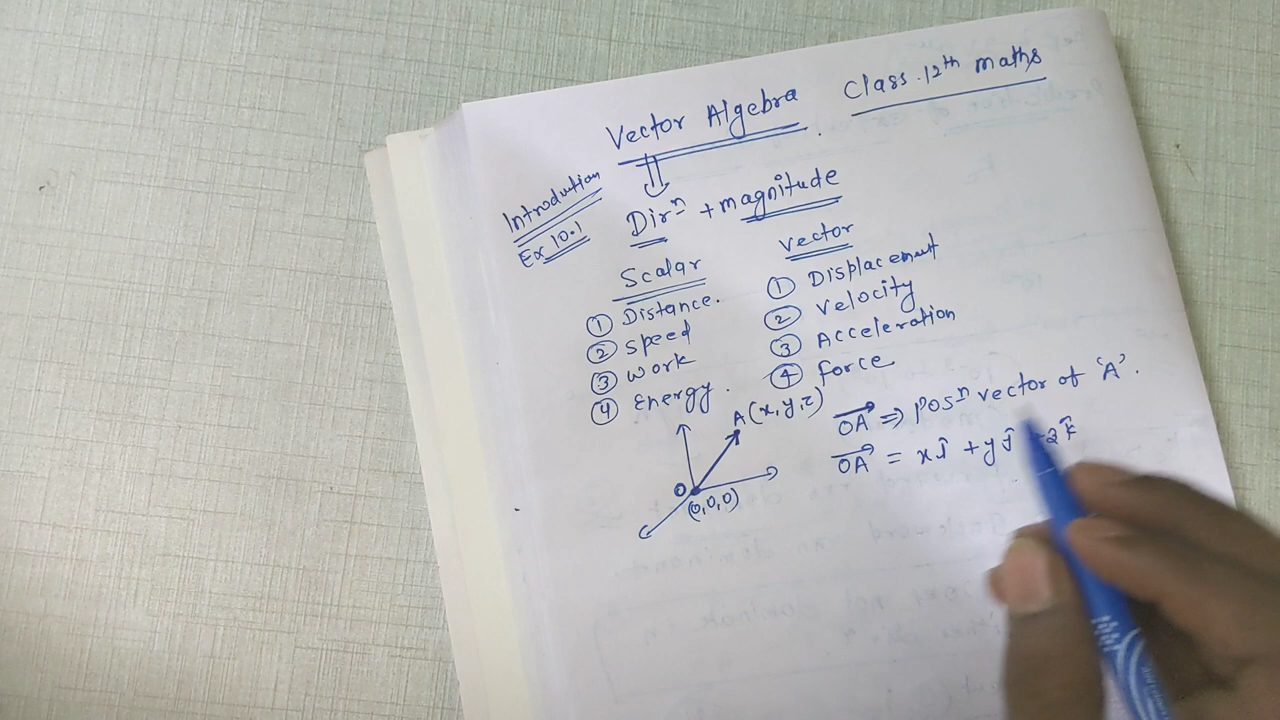 Vector Algebra. Class. 12th maths
Introdution
Ex 10.1
Dirⁿ + magnitude
Scalar
① Distance.
② Speed
③ work
④ Energy.
Vector
① Displacement
② Velocity
③ Acceleration
④ force
A(x,y,z)
O
(0,0,0)
OA⃗ ⇒ Posⁿ vector of 'A'.
OA⃗ = xî + yĵ + zk̂